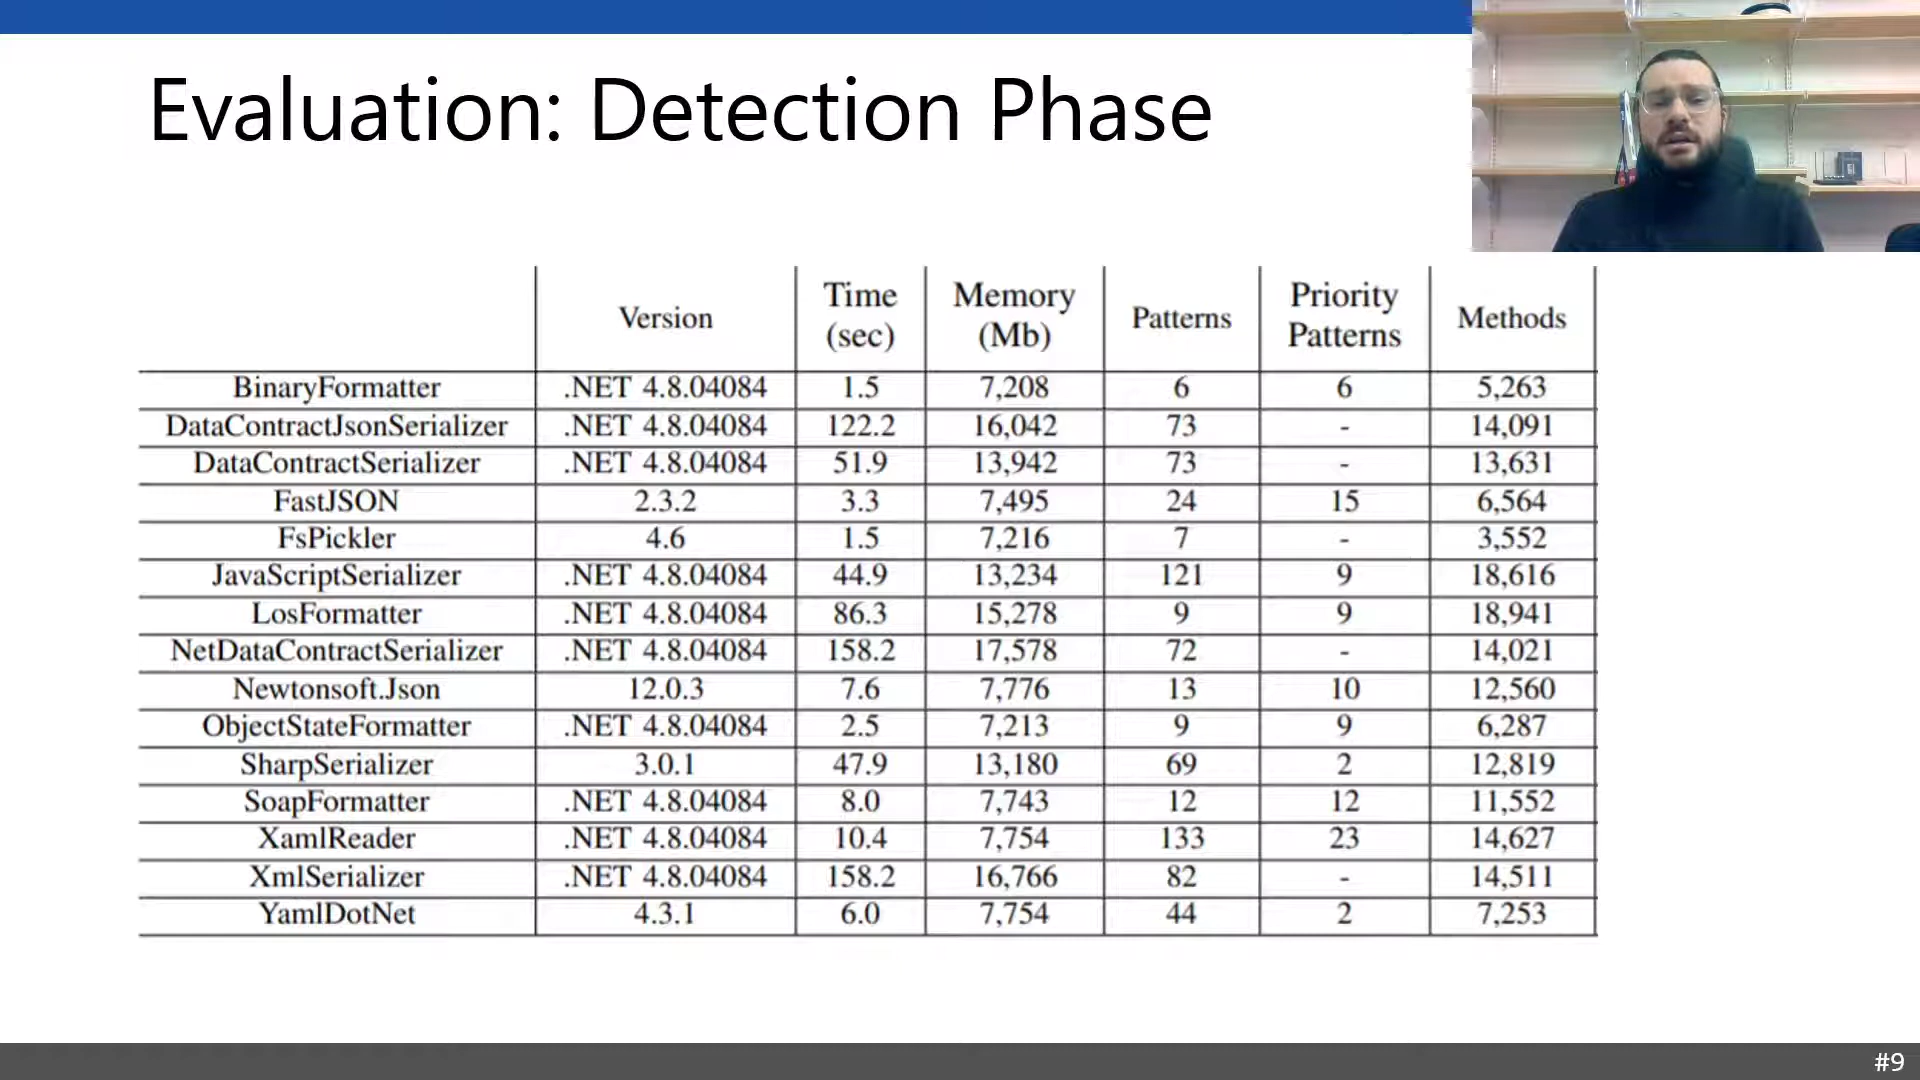 Evaluation: Detection Phase
Version Time (sec) Memory (Mb) Patterns Priority Patterns Methods
BinaryFormatter .NET 4.8.04084 1.5 7,208 6 6 5,263
DataContractJsonSerializer .NET 4.8.04084 122.2 16,042 73 - 14,091
DataContractSerializer .NET 4.8.04084 51.9 13,942 73 - 13,631
FastJSON 2.3.2 3.3 7,495 24 15 6,564
FsPickler 4.6 1.5 7,216 7 - 3,552
JavaScriptSerializer .NET 4.8.04084 44.9 13,234 121 9 18,616
LosFormatter .NET 4.8.04084 86.3 15,278 9 9 18,941
NetDataContractSerializer .NET 4.8.04084 158.2 17,578 72 - 14,021
Newtonsoft.Json 12.0.3 7.6 7,776 13 10 12,560
ObjectStateFormatter .NET 4.8.04084 2.5 7,213 9 9 6,287
SharpSerializer 3.0.1 47.9 13,180 69 2 12,819
SoapFormatter .NET 4.8.04084 8.0 7,743 12 12 11,552
XamlReader .NET 4.8.04084 10.4 7,754 133 23 14,627
XmlSerializer .NET 4.8.04084 158.2 16,766 82 - 14,511
YamlDotNet 4.3.1 6.0 7,754 44 2 7,253
#9